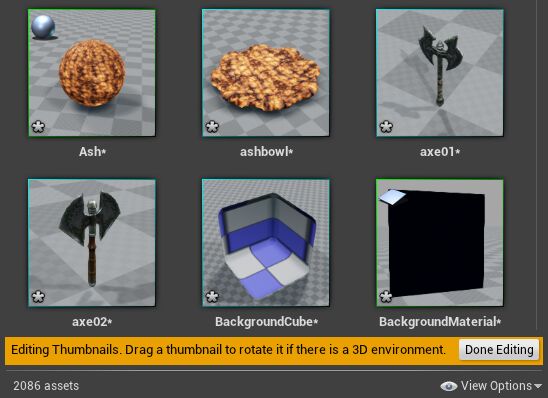 Ash*
ashbowl*
axe01*
axe02*
BackgroundCube*
BackgroundMaterial*
Editing Thumbnails. Drag a thumbnail to rotate it if there is a 3D environment.
Done Editing
2086 assets
View Options